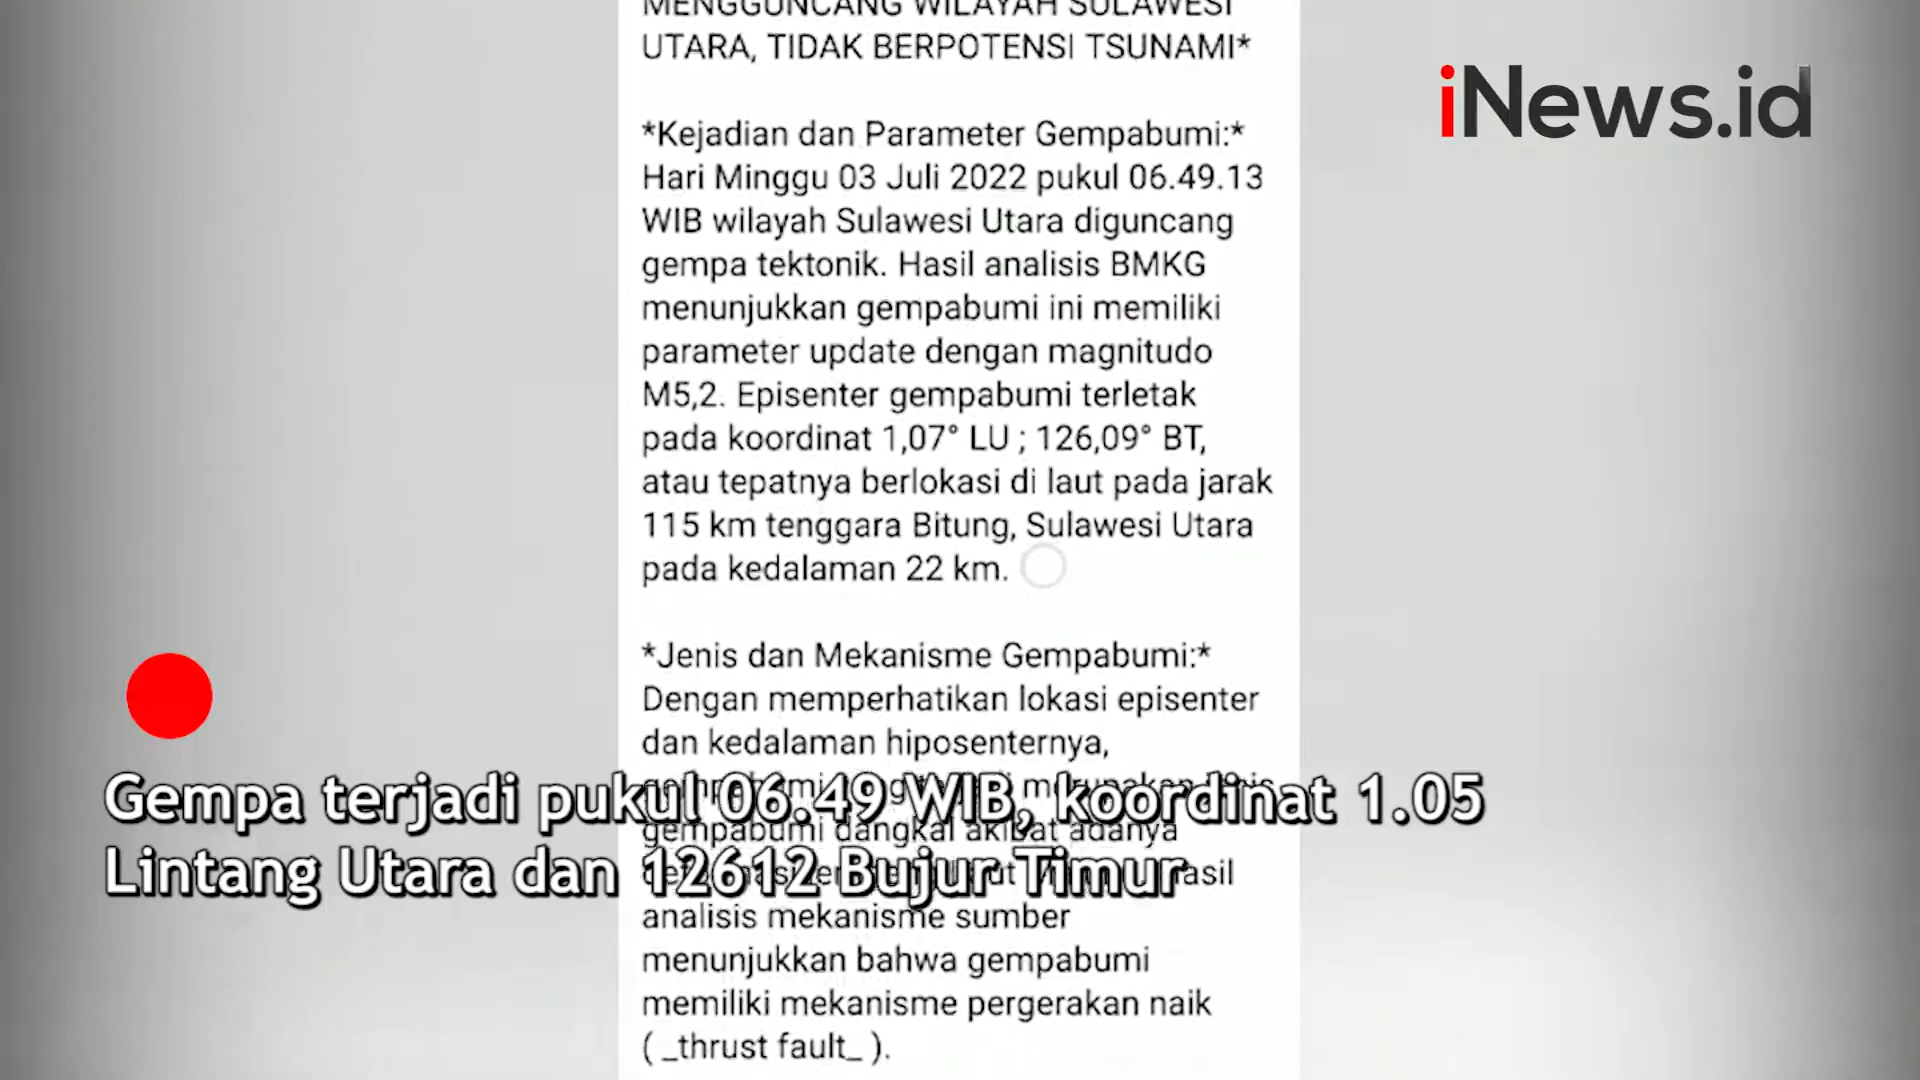 MENGGUNCANG WILAYAH SULAWESI
UTARA, TIDAK BERPOTENSI TSUNAMI*
iNews.id
*Kejadian dan Parameter Gempabumi:*
Hari Minggu 03 Juli 2022 pukul 06.49.13
WIB wilayah Sulawesi Utara diguncang
gempa tektonik. Hasil analisis BMKG
menunjukkan gempabumi ini memiliki
parameter update dengan magnitudo
M5,2. Episenter gempabumi terletak
pada koordinat 1,07° LU ; 126,09° BT,
atau tepatnya berlokasi di laut pada jarak
115 km tenggara Bitung, Sulawesi Utara
pada kedalaman 22 km.
*Jenis dan Mekanisme Gempabumi:*
Dengan memperhatikan lokasi episenter
dan kedalaman hiposenternya,
gempabumi dangkal akibat adanya
analisis mekanisme sumber
menunjukkan bahwa gempabumi
memiliki mekanisme pergerakan naik
( _thrust fault_ ).
Gempa terjadi pukul 06.49 WIB, koordinat 1.05
Lintang Utara dan 12612 Bujur Timur